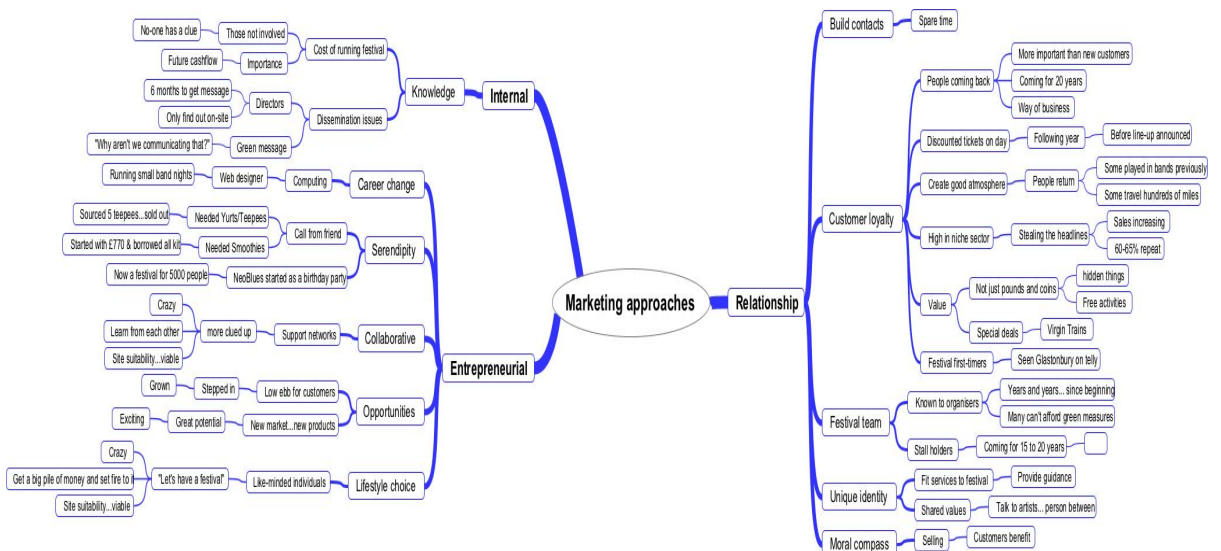 Marketing approaches
Internal
Knowledge
Cost of running festival
Those not involved
No-one has a clue
Importance
Future cashflow
Dissemination issues
Directors
6 months to get message
Only find out on-site
Green message
"Why aren't we communicating that?"
Entrepreneurial
Career change
Computing
Web designer
Running small band nights
Serendipity
Call from friend
Needed Yurts/Teepees
Sourced 5 teepees...sold out
Needed Smoothies
Started with £770 & borrowed all kit
NeoBlues started as a birthday party
Now a festival for 5000 people
Collaborative
Support networks
more clued up
Crazy
Learn from each other
Site suitability...viable
Opportunities
Low ebb for customers
Stepped in
Grown
New market...new products
Great potential
Exciting
Lifestyle choice
Like-minded individuals
"Let's have a festival"
Crazy
Get a big pile of money and set fire to it
Site suitability...viable
Relationship
Build contacts
Spare time
Customer loyalty
People coming back
More important than new customers
Coming for 20 years
Way of business
Discounted tickets on day
Following year
Before line-up announced
Create good atmosphere
People return
Some played in bands previously
Some travel hundreds of miles
High in niche sector
Stealing the headlines
Sales increasing
60-65% repeat
Value
Not just pounds and coins
hidden things
Free activities
Special deals
Virgin Trains
Festival first-timers
Seen Glastonbury on telly
Festival team
Known to organisers
Years and years... since beginning
Many can't afford green measures
Stall holders
Coming for 15 to 20 years
Unique identity
Fit services to festival
Provide guidance
Shared values
Talk to artists... person between
Moral compass
Selling
Customers benefit